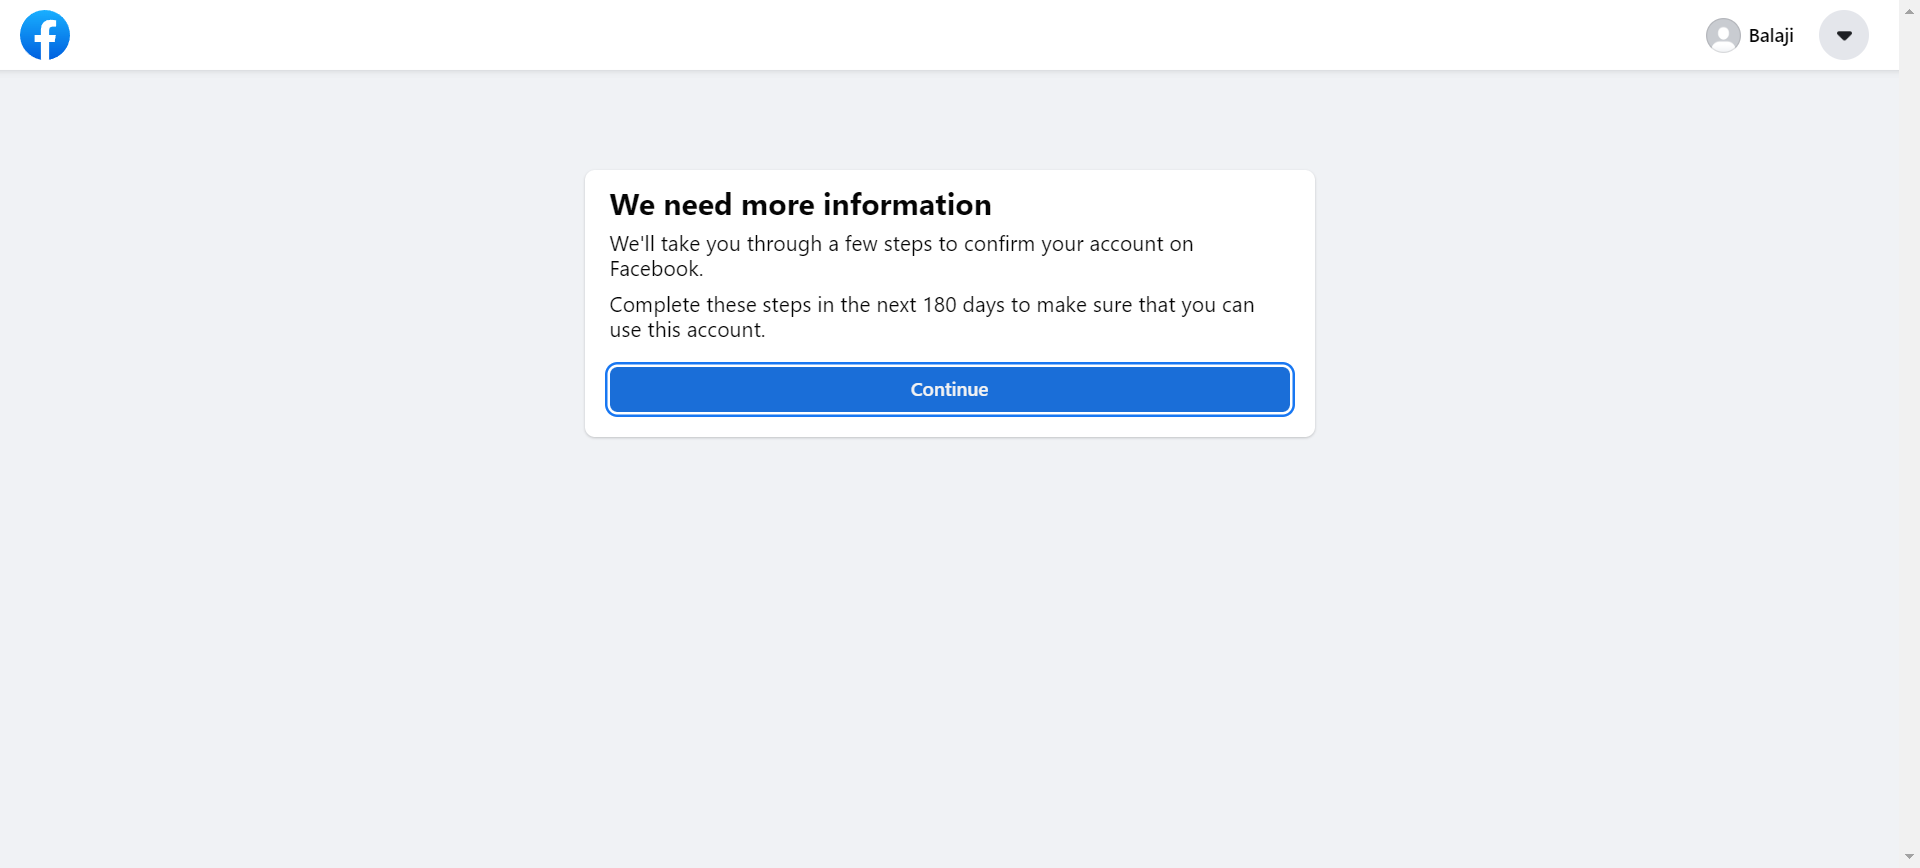 Balaji
We need more information
We'll take you through a few steps to confirm your account on
Facebook.
Complete these steps in the next 180 days to make sure that you can
use this account.
Continue